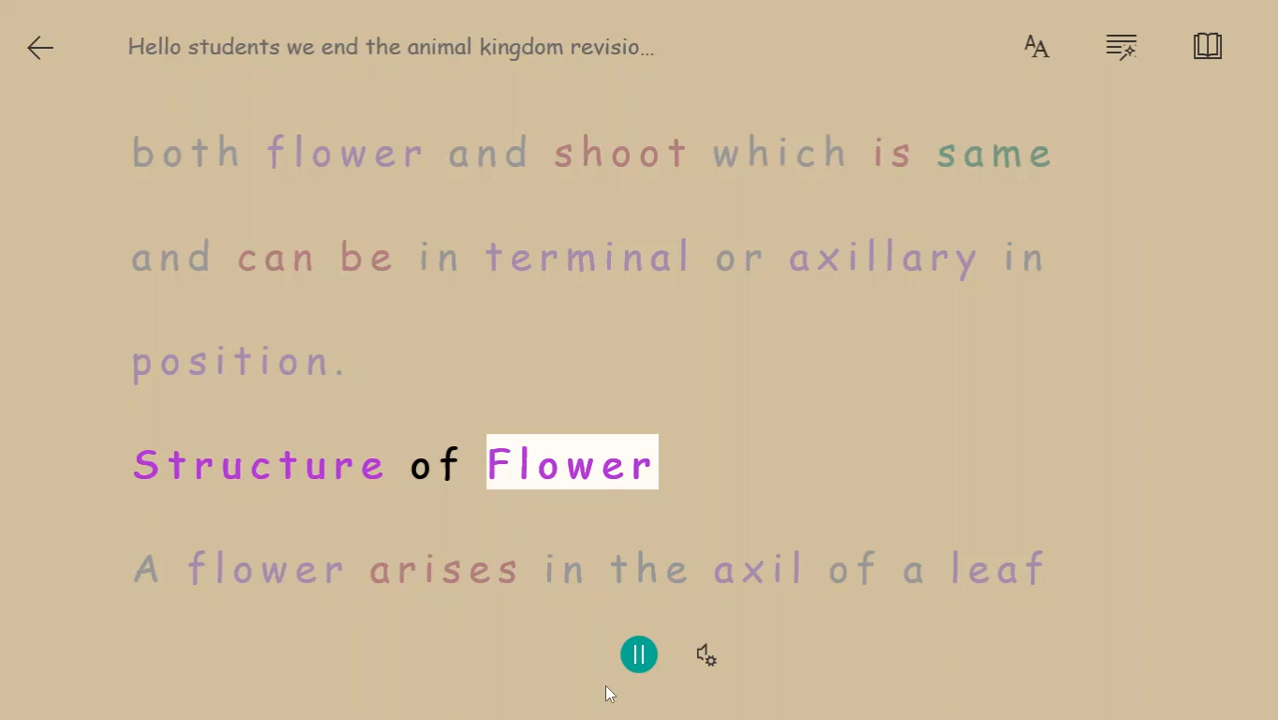 Hello students we end the animal kingdom revisio...
AA
both flower and shoot which is same
and can be in terminal or axillary in
position.
Structure of Flower
A flower arises in the axil of a leaf